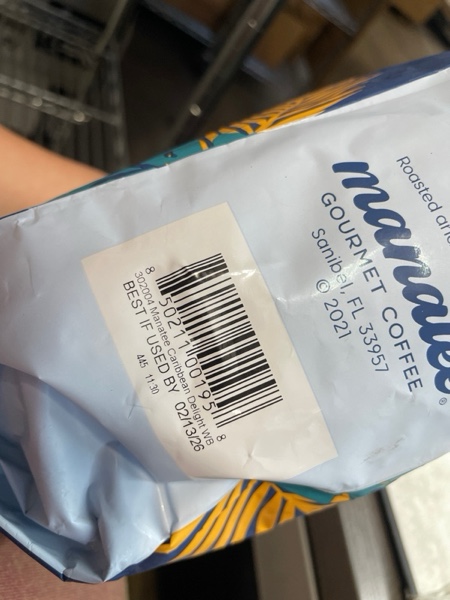 Roasted and
manatee®
GOURMET COFFEE
Sanibel, FL 33957
© 2021
8 50211 00195 8
302004 Manatee Caribbean Delight WB
BEST IF USED BY 02/13/26
445 11:30